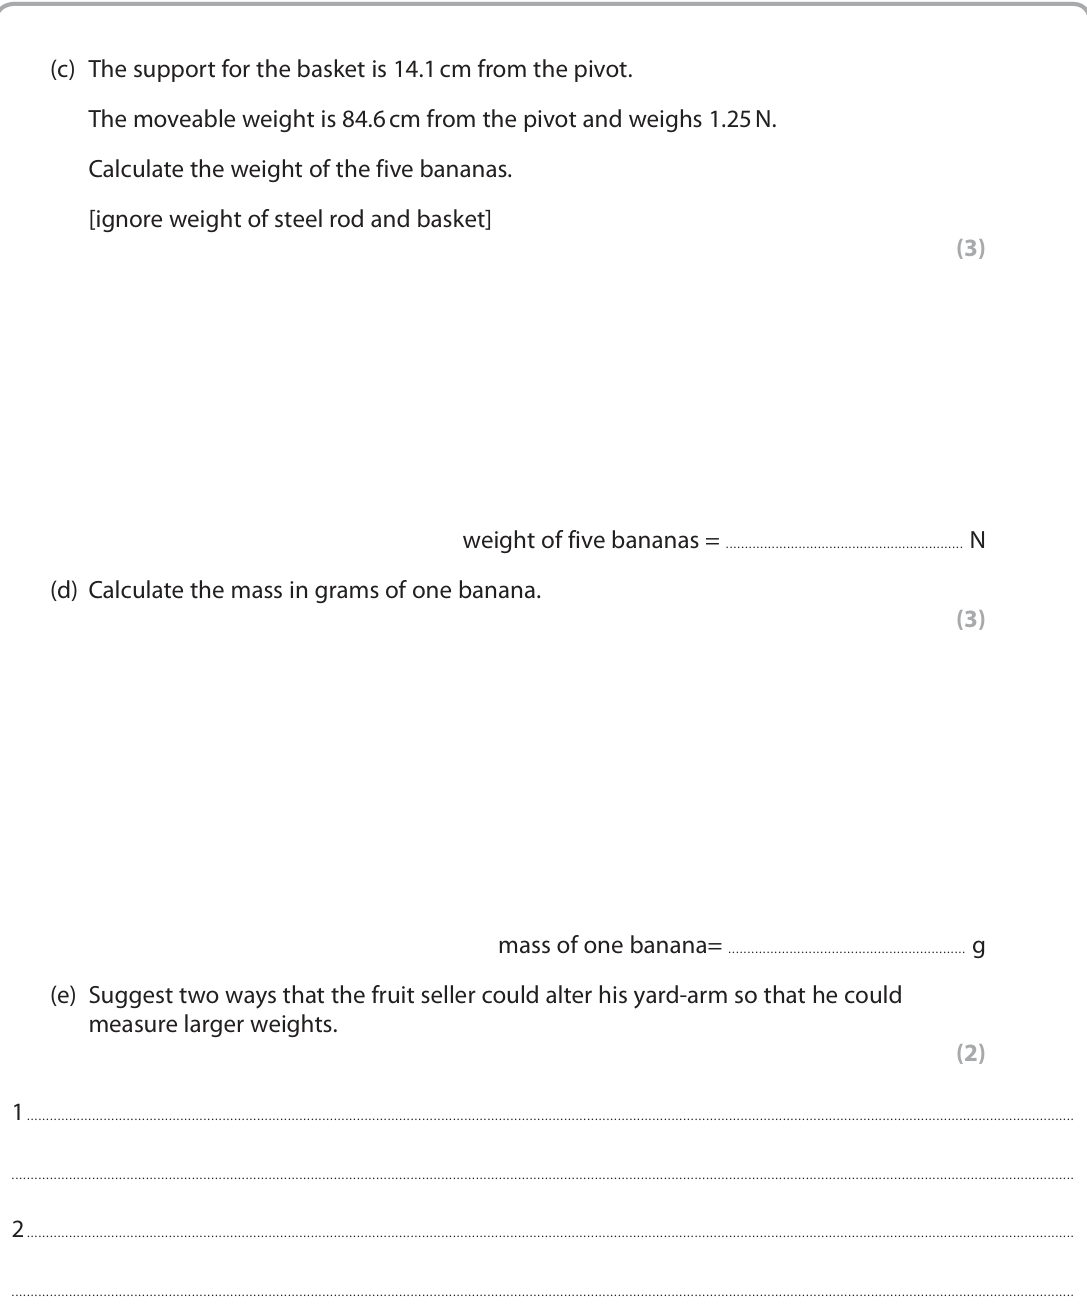 (c) The support for the basket is 14.1 cm from the pivot.
The moveable weight is 84.6 cm from the pivot and weighs 1.25 N.
Calculate the weight of the five bananas.
[ignore weight of steel rod and basket]
(3)
weight of five bananas = ............................................................ N
(d) Calculate the mass in grams of one banana.
(3)
mass of one banana= ............................................................ g
(e) Suggest two ways that the fruit seller could alter his yard-arm so that he could
measure larger weights.
(2)
1
2